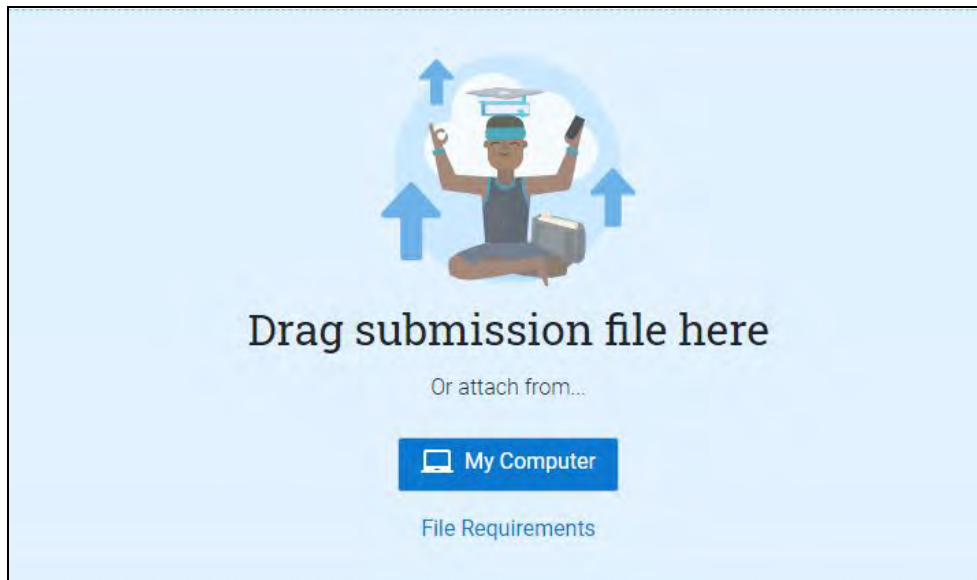 Drag submission file here
Or attach from...
My Computer
File Requirements